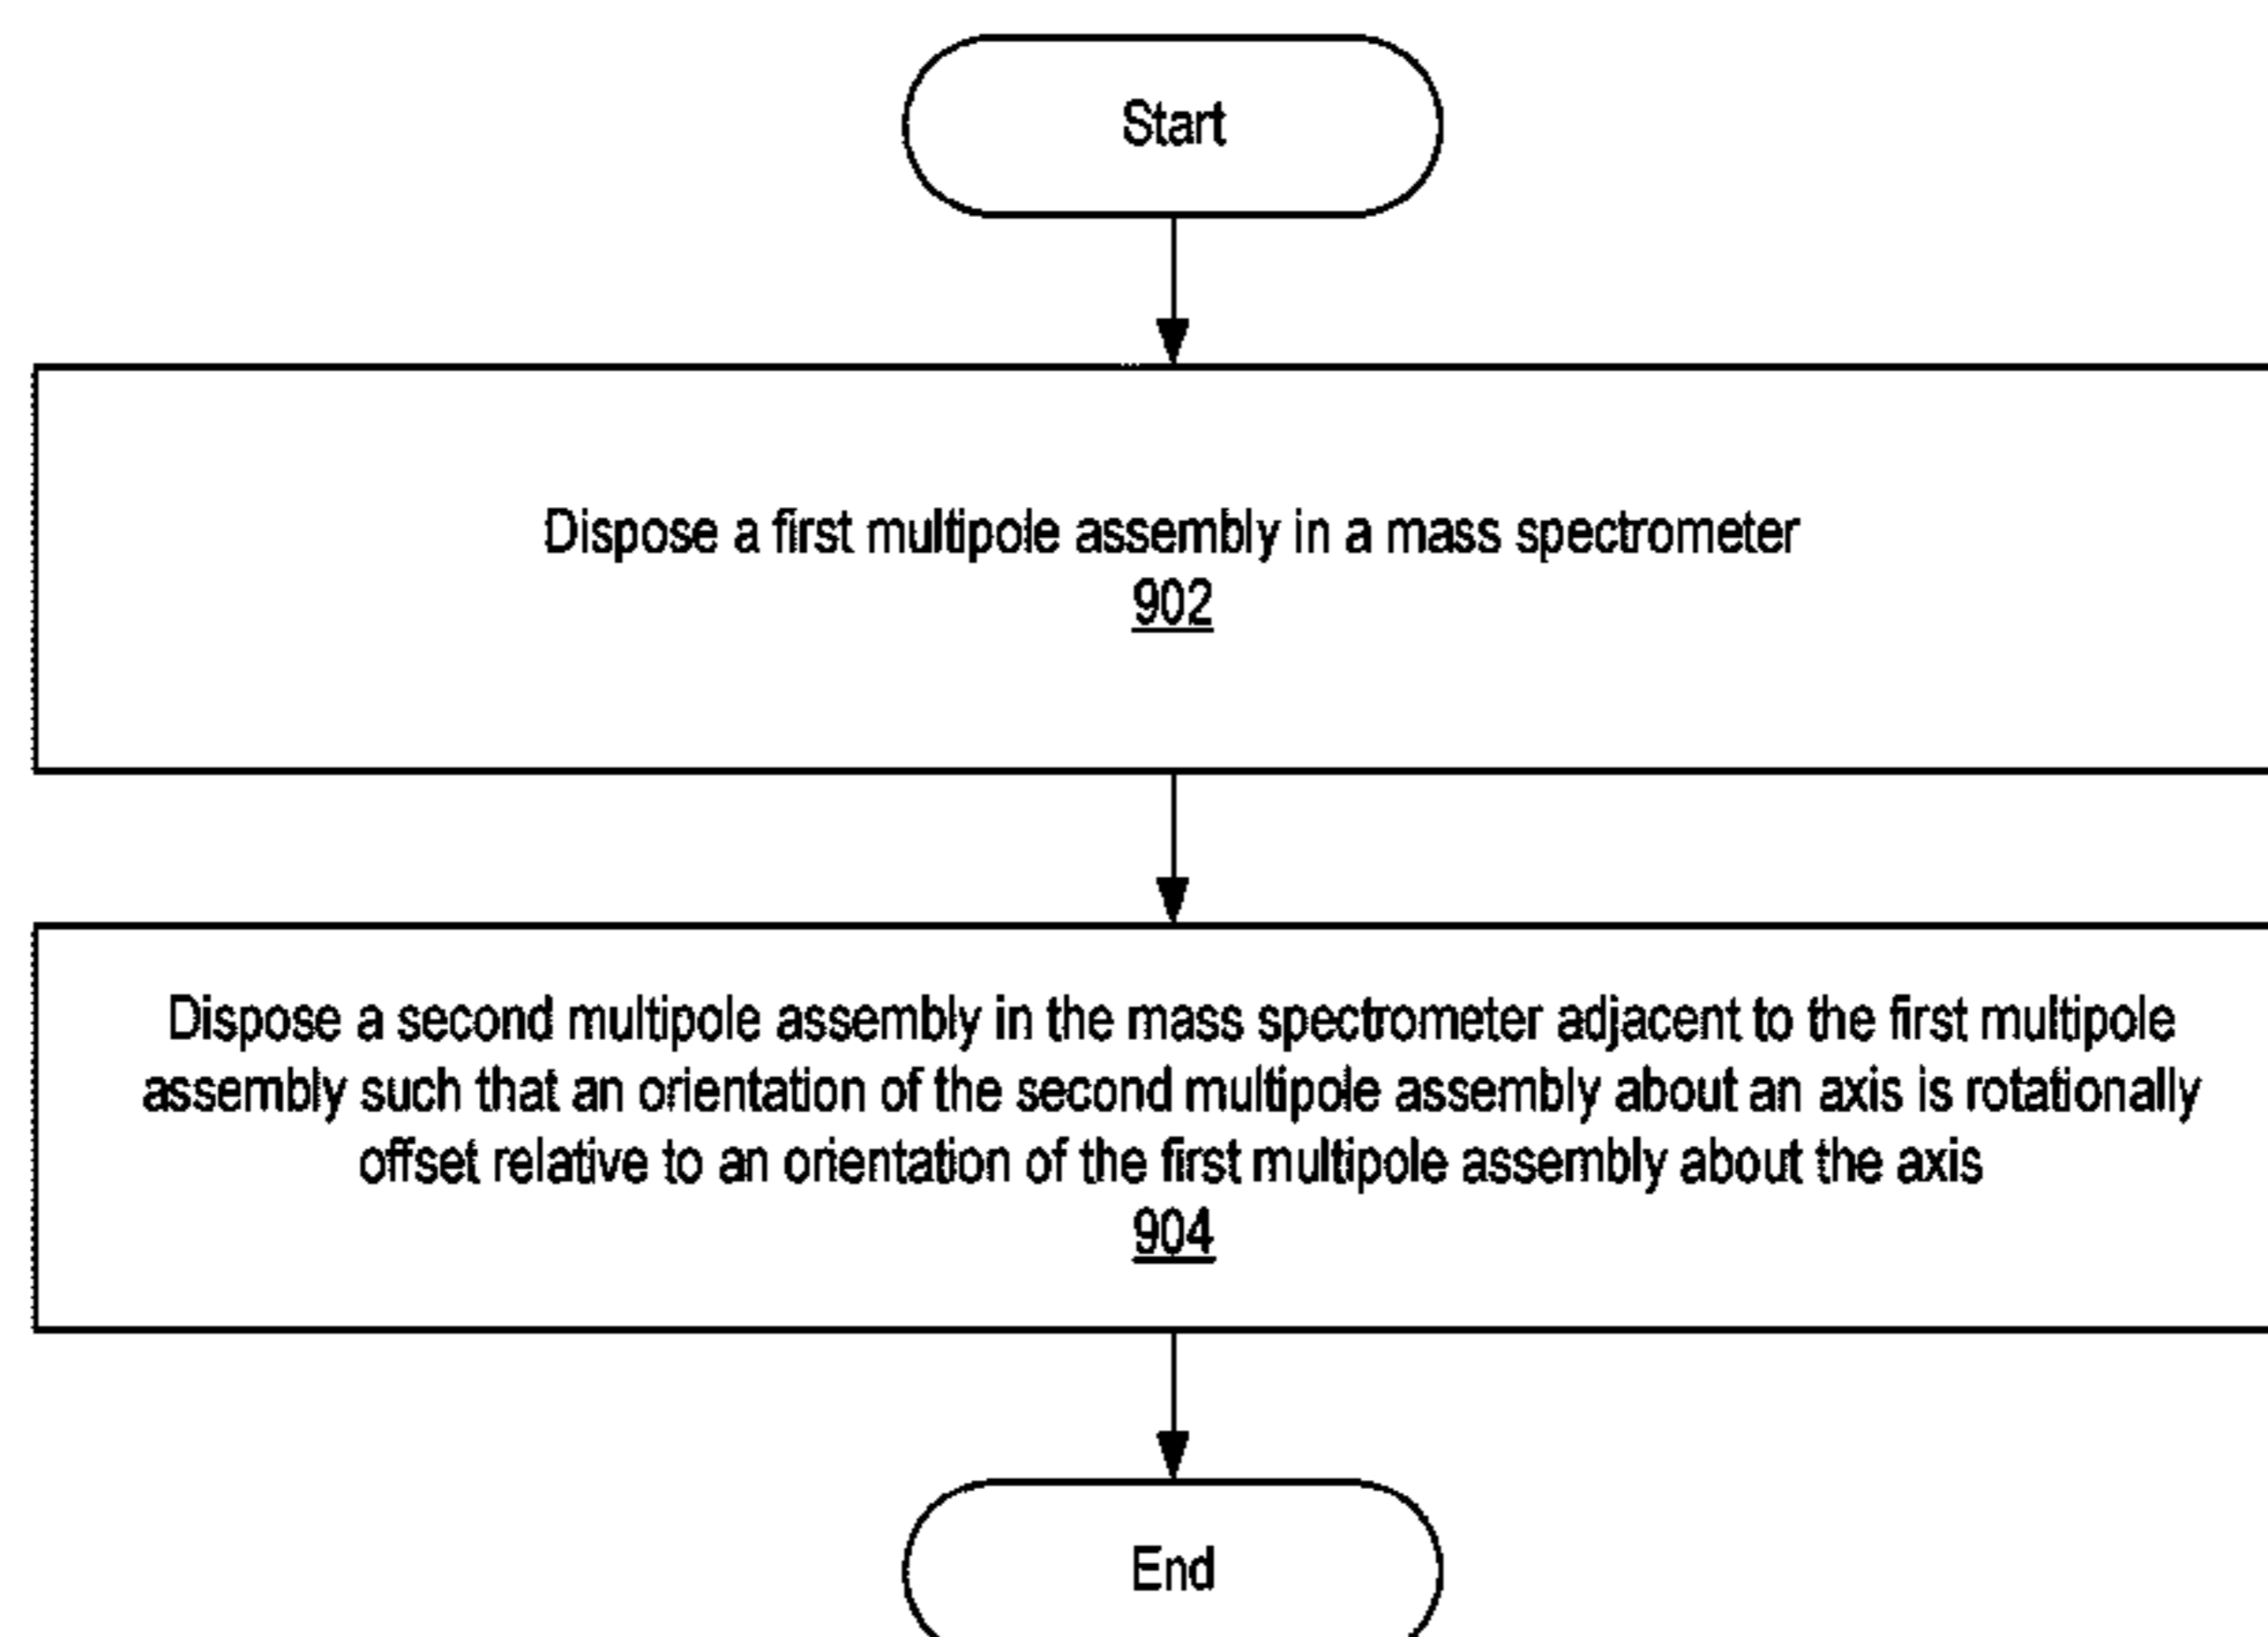 Start
Dispose a first multipole assembly in a mass spectrometer
902
Dispose a second multipole assembly in the mass spectrometer adjacent to the first multipole
assembly such that an orientation of the second multipole assembly about an axis is rotationally
offset relative to an orientation of the first multipole assembly about the axis
904
End